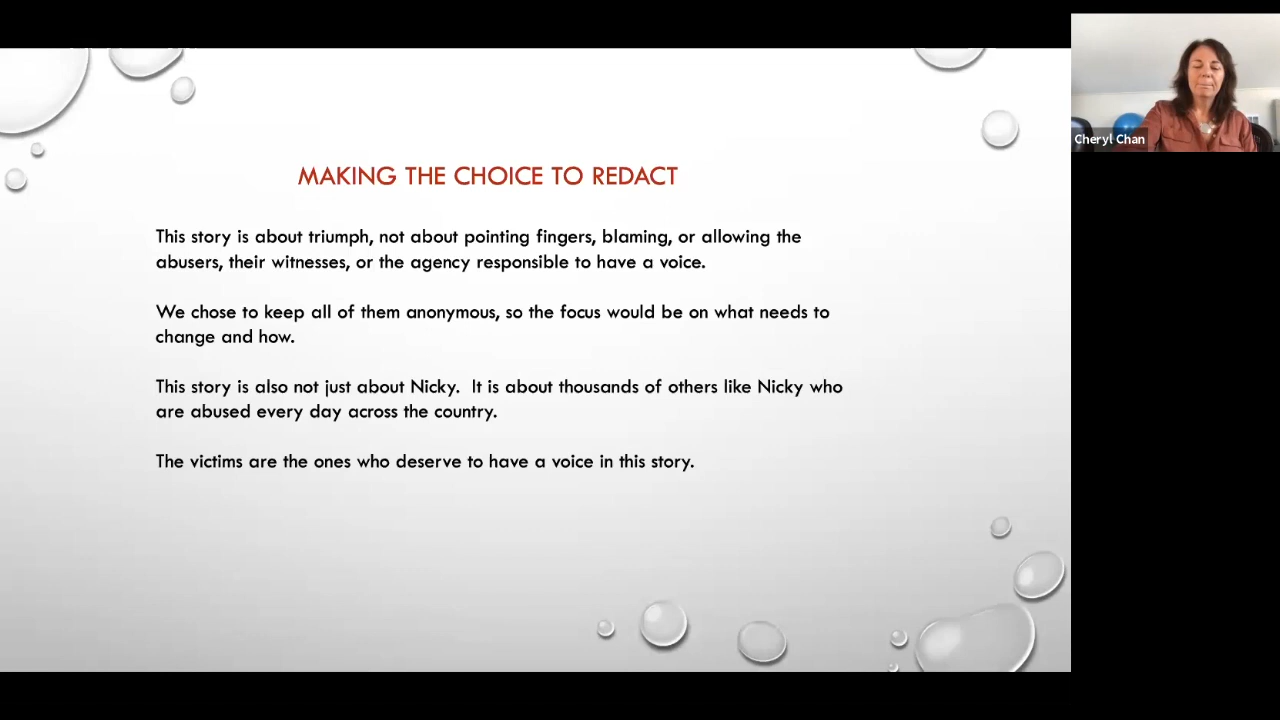 MAKING THE CHOICE TO REDACT
This story is about triumph, not about pointing fingers, blaming, or allowing the
abusers, their witnesses, or the agency responsible to have a voice.
We chose to keep all of them anonymous, so the focus would be on what needs to
change and how.
This story is also not just about Nicky.  It is about thousands of others like Nicky who
are abused every day across the country.
The victims are the ones who deserve to have a voice in this story.
Cheryl Chan